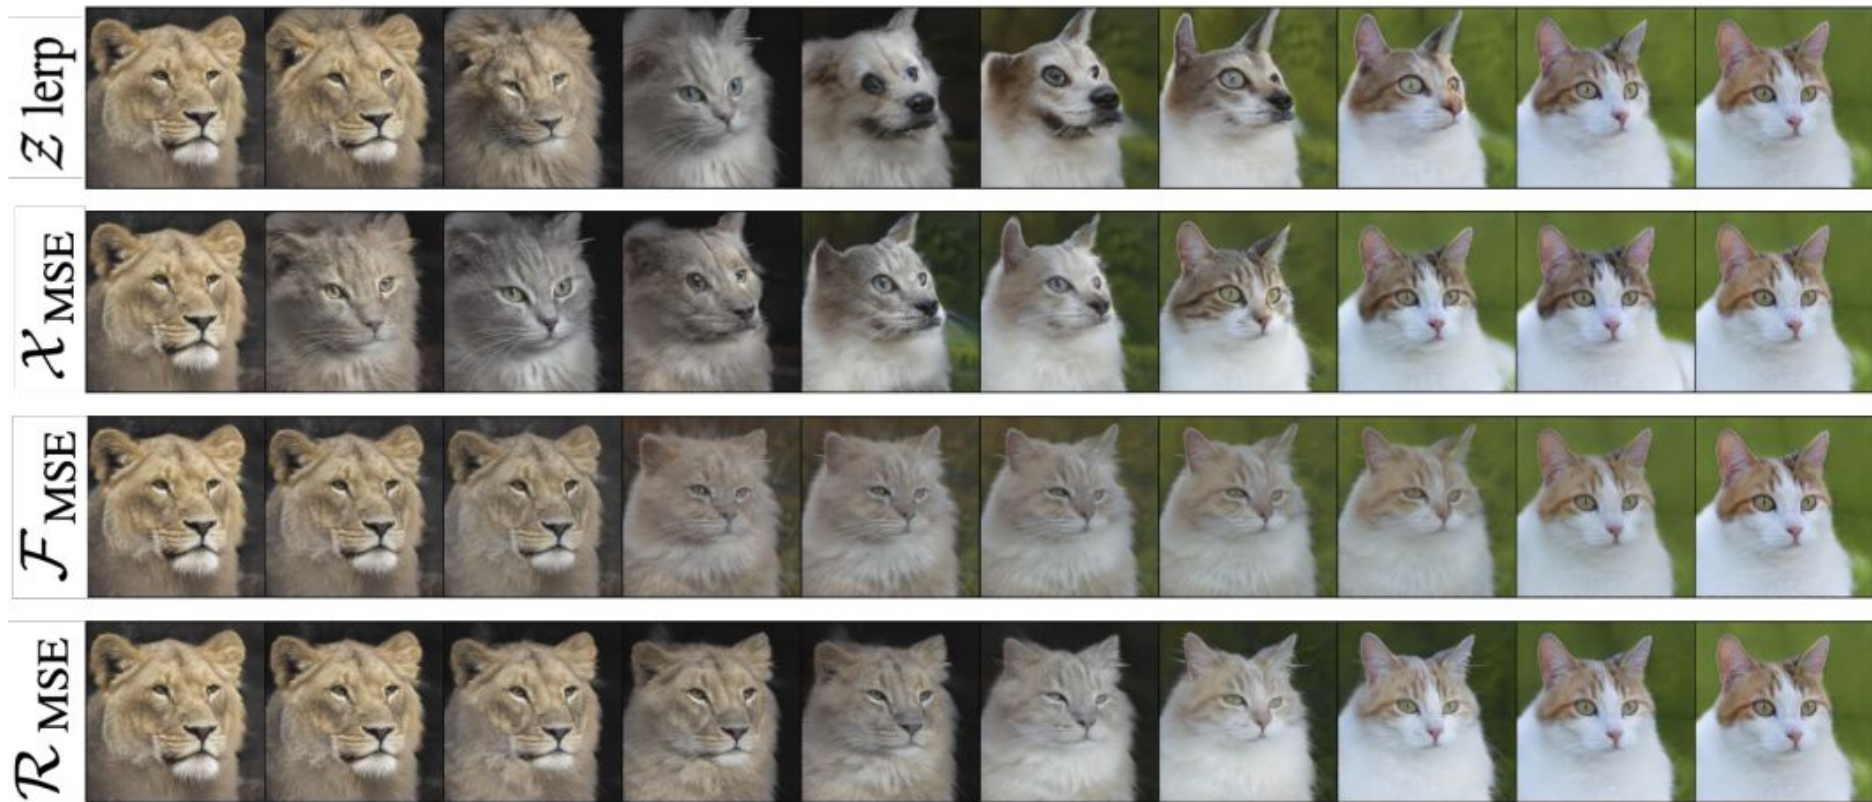 𝒵 lerp
𝒳 MSE
ℱ MSE
ℛ MSE